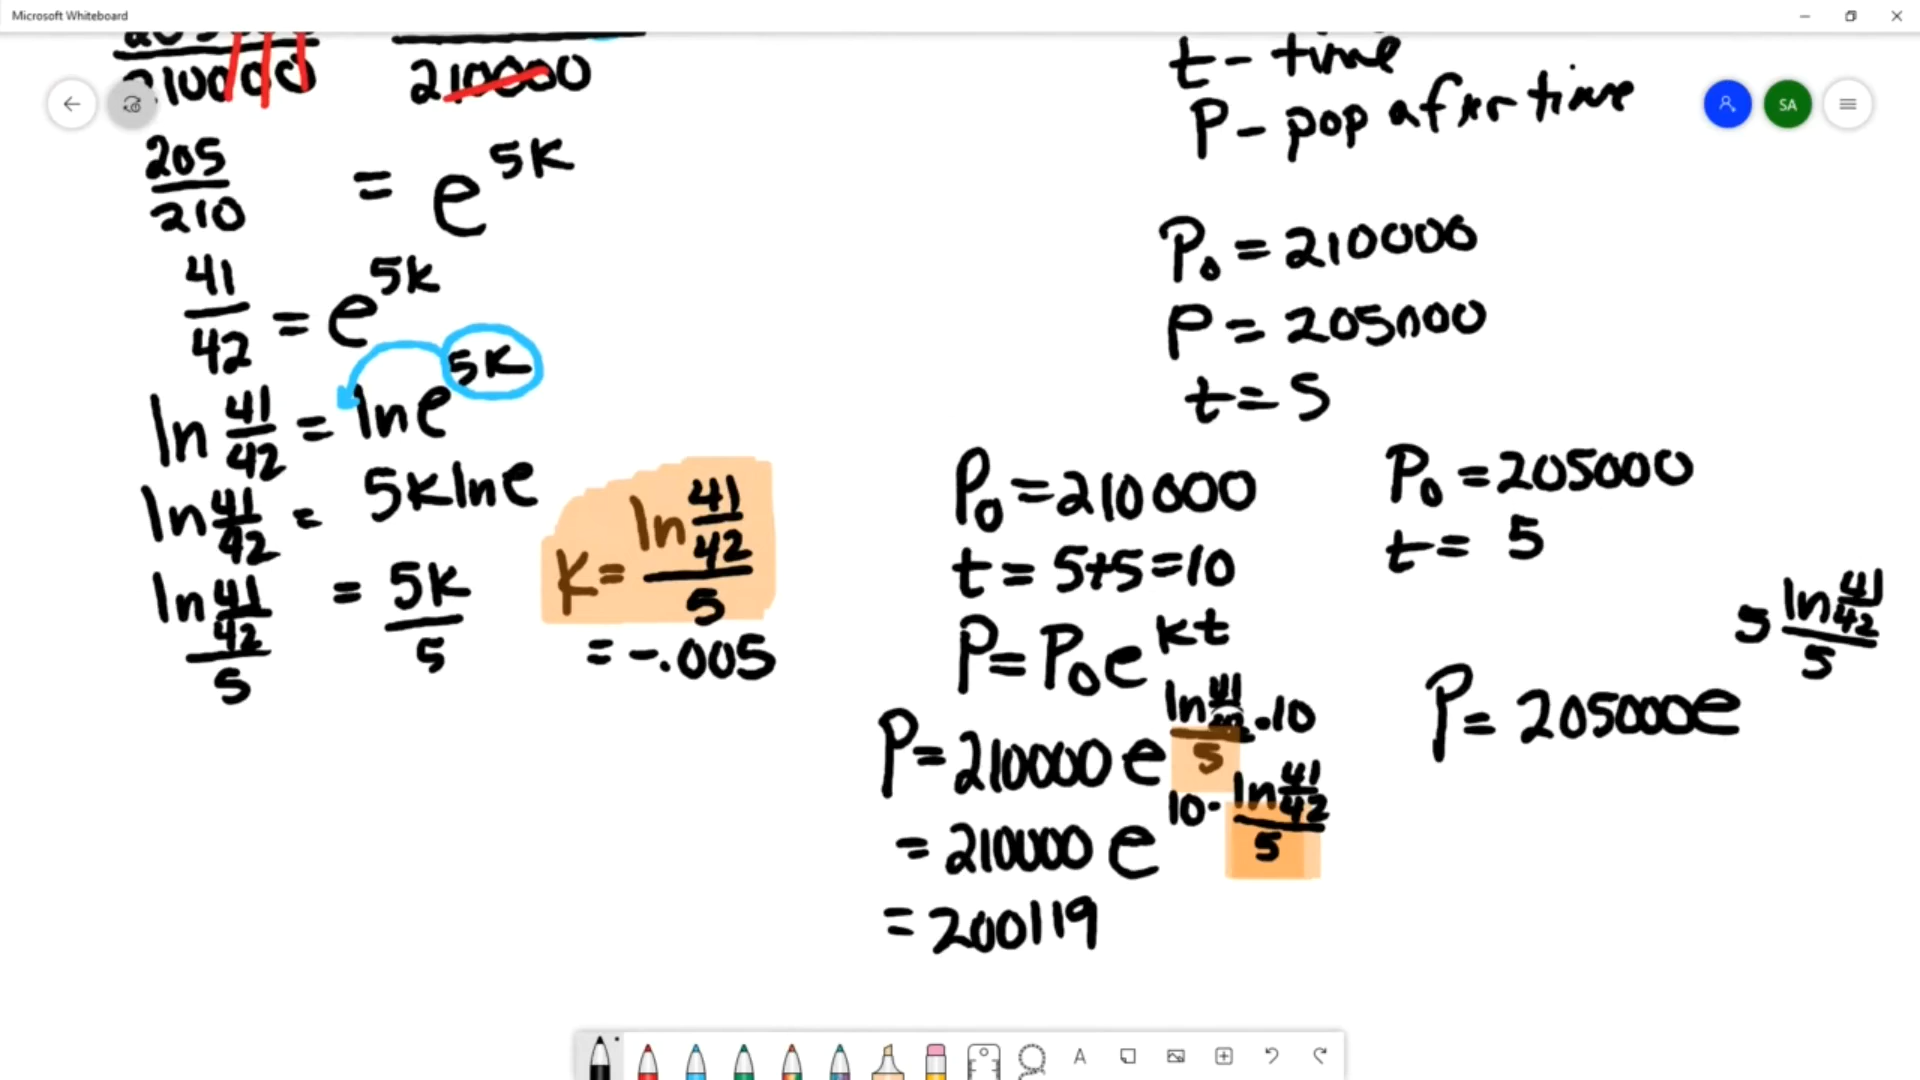 Microsoft Whiteboard
210000
210000
205/210 = e^5k
41/42 = e^5k
ln 41/42 = ln e^5k
ln 41/42 = 5k ln e
ln 41/42 / 5 = 5k/5
k = ln 41/42 / 5
= -.005
t - time
P - pop after time
SA
P0 = 210000
P = 205000
t = 5
P0 = 210000
t = 5+5=10
P = P0 e^kt
P = 210000 e^ln 41/42 / 5 · 10
= 210000 e^10 · ln 41/42 / 5
= 200119
P0 = 205000
t = 5
P = 205000 e^5 ln 41/42 / 5
A